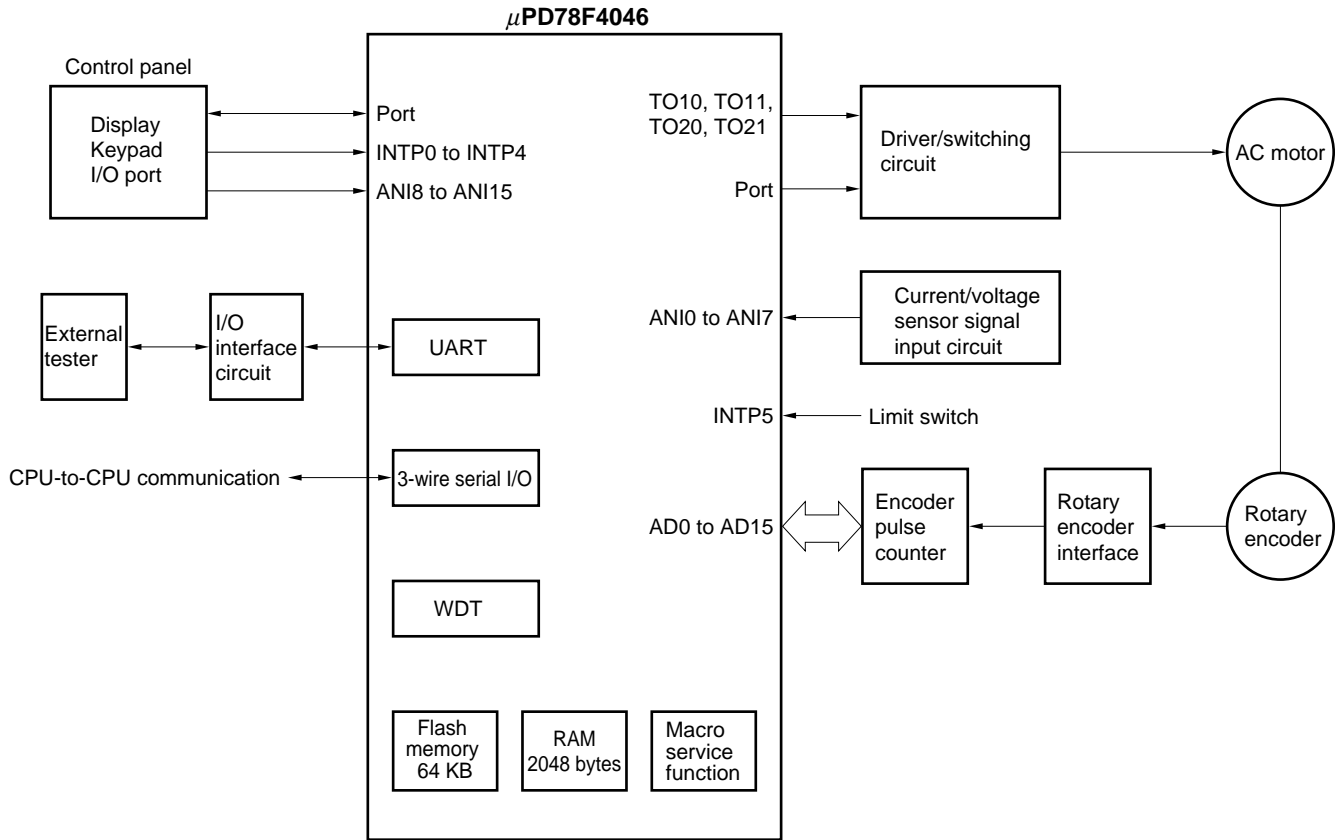 μPD78F4046
Control panel
Display
Keypad
I/O port
Port
INTP0 to INTP4
ANI8 to ANI15
TO10, TO11,
TO20, TO21
Port
Driver/switching
circuit
AC motor
External
tester
I/O
interface
circuit
UART
ANI0 to ANI7
Current/voltage
sensor signal
input circuit
INTP5
Limit switch
CPU-to-CPU communication
3-wire serial I/O
AD0 to AD15
Encoder
pulse
counter
Rotary
encoder
interface
Rotary
encoder
WDT
Flash
memory
64 KB
RAM
2048 bytes
Macro
service
function